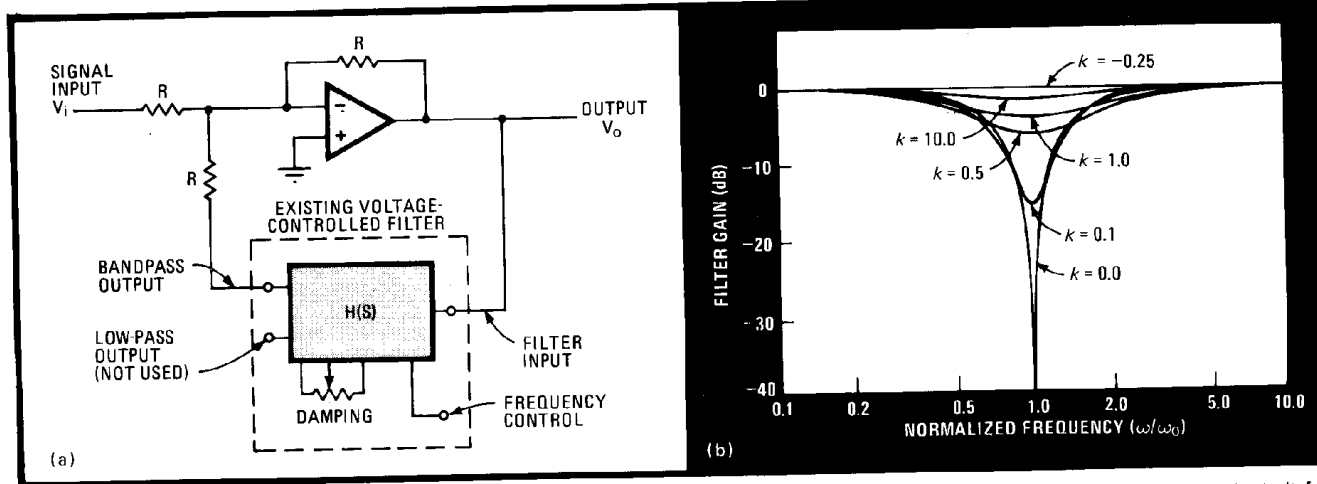 R
SIGNAL
INPUT
Vi
R
R
−
+
OUTPUT
Vo
EXISTING VOLTAGE-
CONTROLLED FILTER
BANDPASS
OUTPUT
H(S)
LOW-PASS
OUTPUT
(NOT USED)
FILTER
INPUT
DAMPING
FREQUENCY
CONTROL
(a)
FILTER GAIN (dB)
0
−10
−20
−30
−40
k = −0.25
k = 10.0
k = 1.0
k = 0.5
k = 0.1
k = 0.0
0.1 0.2 0.5 1.0 2.0 5.0 10.0
NORMALIZED FREQUENCY (ω/ω0)
(b)